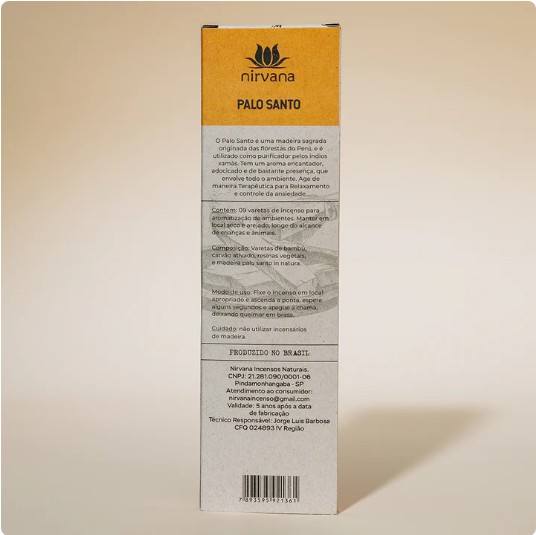 nirvana
PALO SANTO
O Palo Santo é uma madeira sagrada
originada das florestas do Peru, e é
utilizado como purificador pelos índios
xamãs. Tem um aroma encantador,
adocicado e de bastante presença, que
envolve todo o ambiente. Age de
maneira Terapêutica para Relaxamento
e controle da ansiedade
Contém: 09 varetas de incenso para
aromatização de ambientes. Manter em
local seco e arejado, longe do alcance
de crianças e animais.
Composição: Varetas de bambu,
carvão ativado, resinas vegetais,
e madeira palo santo in natura.
Modo de uso: Fixe o incenso em local
apropriado e ascenda a ponta, espere
alguns segundos e apague a chama,
deixando queimar em brasa.
Cuidado: não utilizar incensários
de madeira.
PRODUZIDO NO BRASIL
Nirvana Incensos Naturais.
CNPJ: 21.281.090/0001-06
Pindamonhangaba - SP
Atendimento ao consumidor:
nirvanaincenso@gmail.com
Validade: 5 anos após a data
de fabricação
Técnico Responsável: Jorge Luis Barbosa
CFQ 024893 IV Região
7 893595 921361